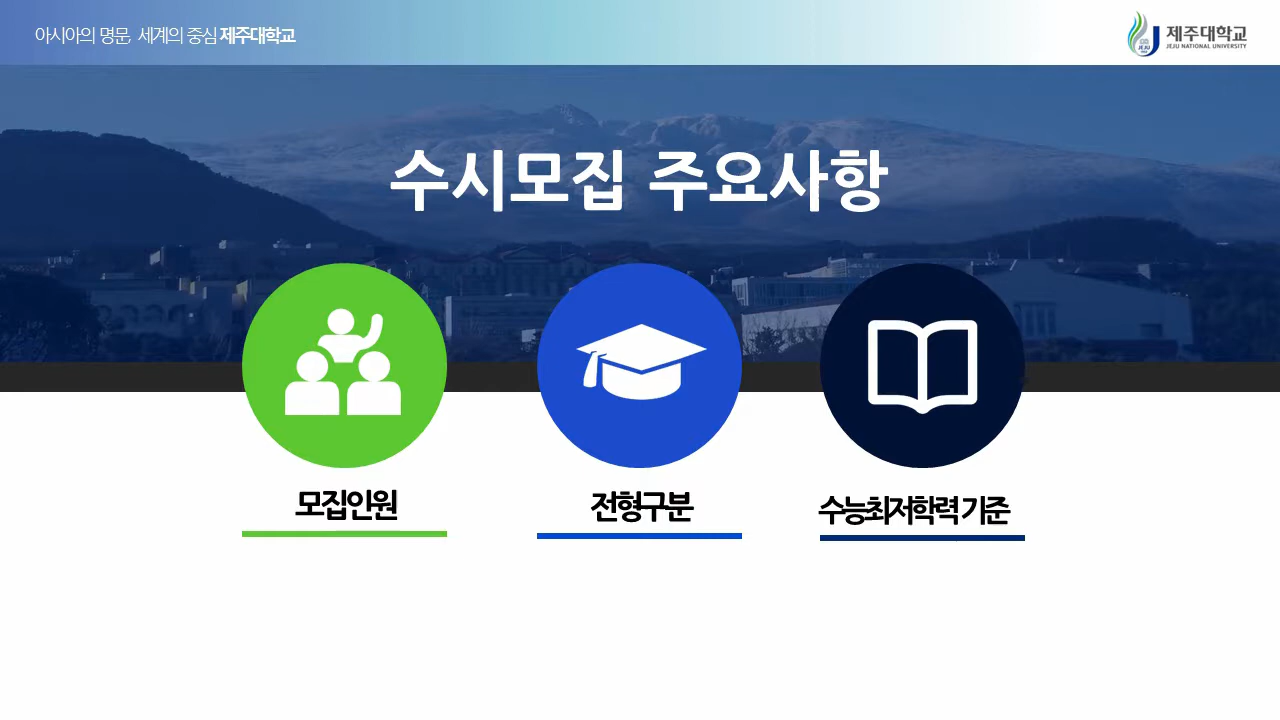 아시아의 명문, 세계의 중심 제주대학교
제주대학교
JEJU NATIONAL UNIVERSITY
수시모집 주요사항
모집인원
전형구분
수능최저학력 기준